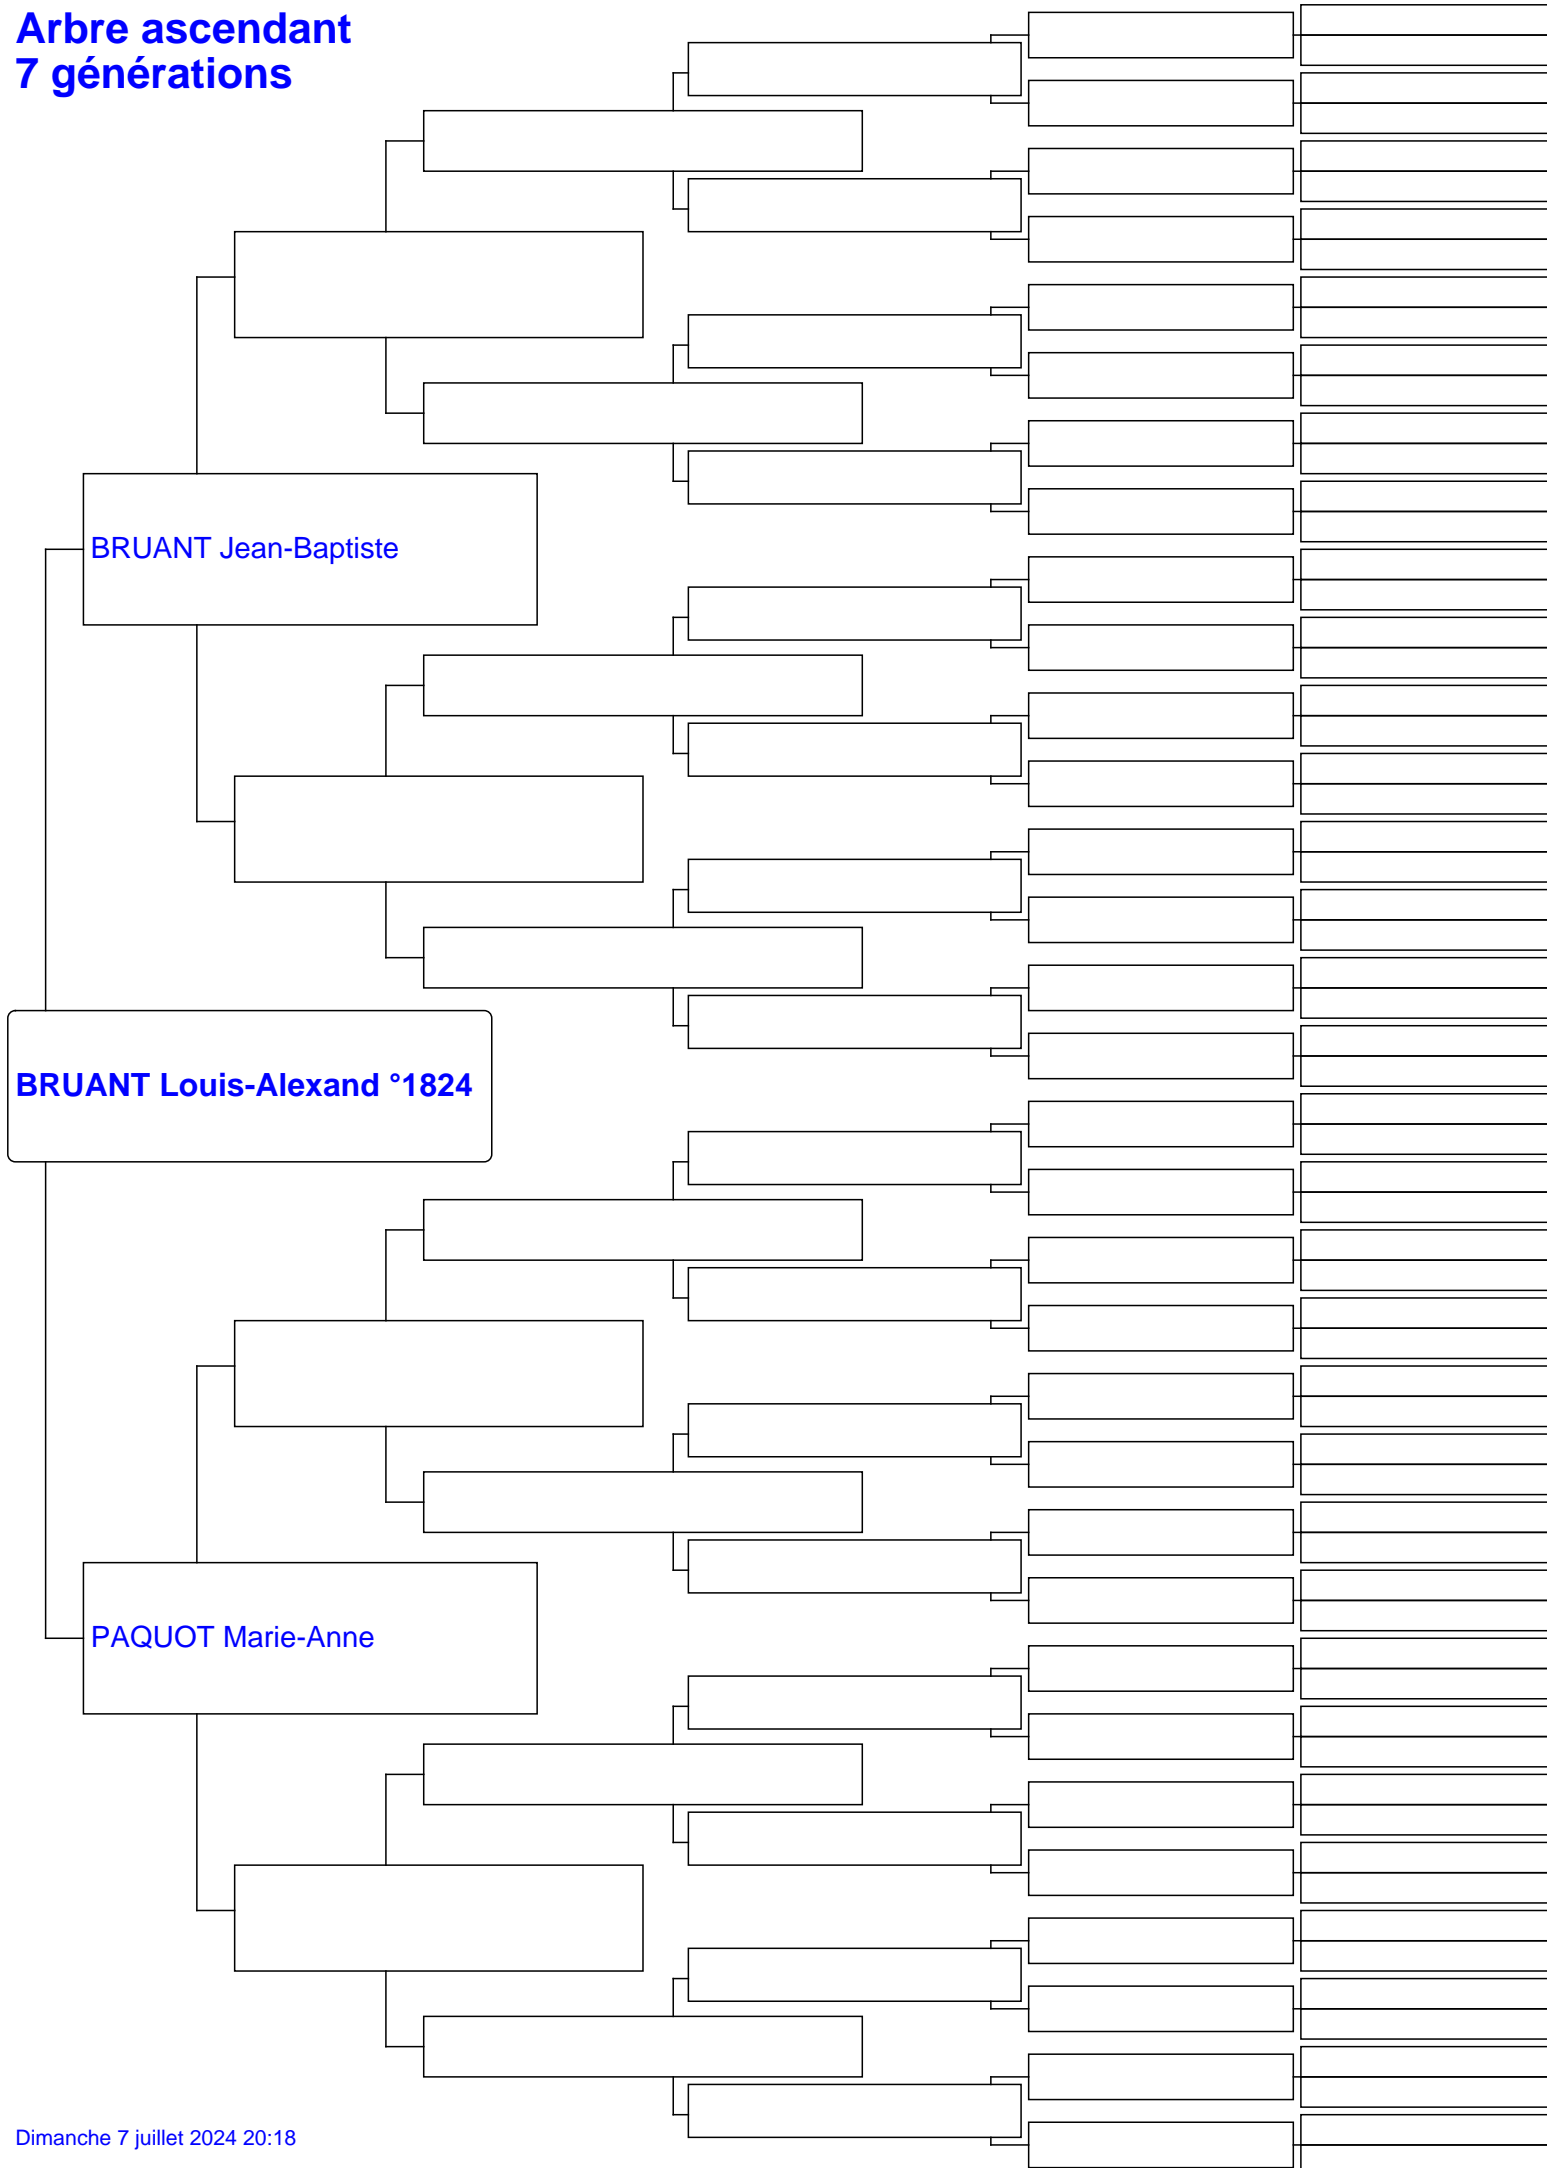 Arbre ascendant
7 générations
BRUANT Jean-Baptiste
BRUANT Louis-Alexand °1824
PAQUOT Marie-Anne
Dimanche 7 juillet 2024 20:18